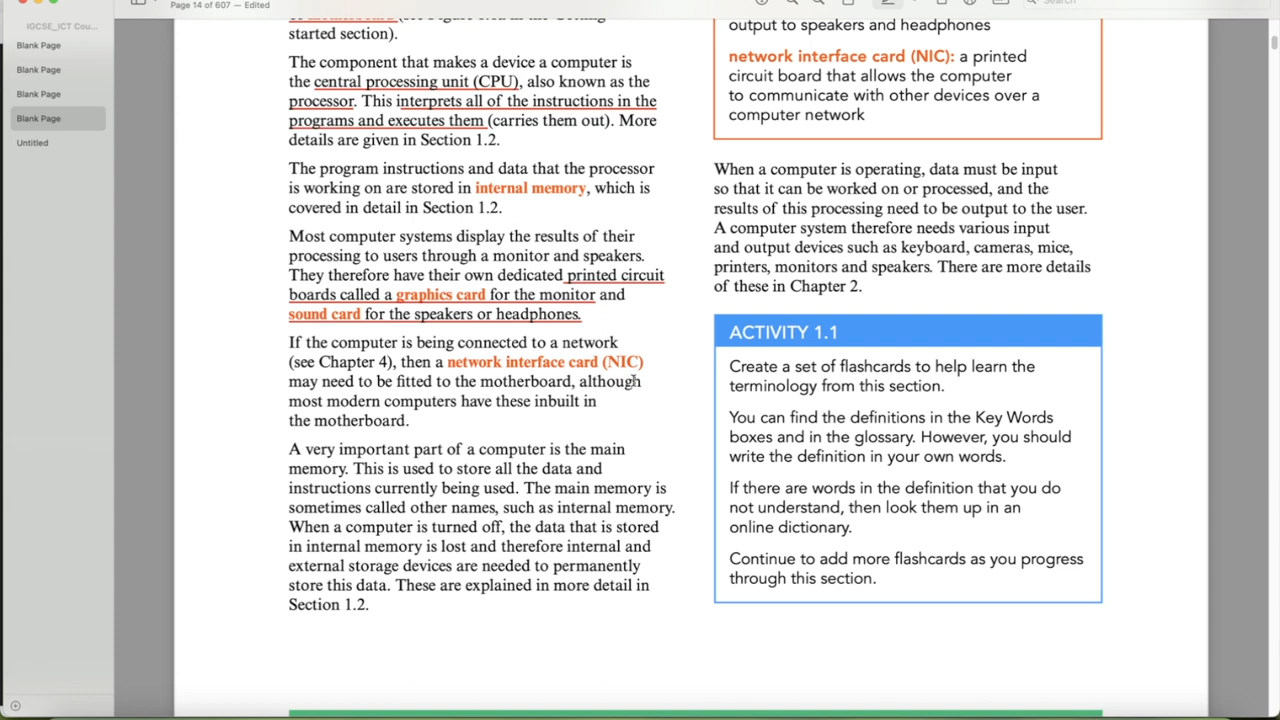 Page 14 of 607 — Edited
Search
IGCSE_ICT Cou...
Blank Page
Blank Page
Blank Page
Blank Page
Untitled
started section).
The component that makes a device a computer is
the central processing unit (CPU), also known as the
processor. This interprets all of the instructions in the
programs and executes them (carries them out). More
details are given in Section 1.2.
The program instructions and data that the processor
is working on are stored in internal memory, which is
covered in detail in Section 1.2.
Most computer systems display the results of their
processing to users through a monitor and speakers.
They therefore have their own dedicated printed circuit
boards called a graphics card for the monitor and
sound card for the speakers or headphones.
If the computer is being connected to a network
(see Chapter 4), then a network interface card (NIC)
may need to be fitted to the motherboard, although
most modern computers have these inbuilt in
the motherboard.
A very important part of a computer is the main
memory. This is used to store all the data and
instructions currently being used. The main memory is
sometimes called other names, such as internal memory.
When a computer is turned off, the data that is stored
in internal memory is lost and therefore internal and
external storage devices are needed to permanently
store this data. These are explained in more detail in
Section 1.2.
output to speakers and headphones
network interface card (NIC): a printed
circuit board that allows the computer
to communicate with other devices over a
computer network
When a computer is operating, data must be input
so that it can be worked on or processed, and the
results of this processing need to be output to the user.
A computer system therefore needs various input
and output devices such as keyboard, cameras, mice,
printers, monitors and speakers. There are more details
of these in Chapter 2.
ACTIVITY 1.1
Create a set of flashcards to help learn the
terminology from this section.
You can find the definitions in the Key Words
boxes and in the glossary. However, you should
write the definition in your own words.
If there are words in the definition that you do
not understand, then look them up in an
online dictionary.
Continue to add more flashcards as you progress
through this section.